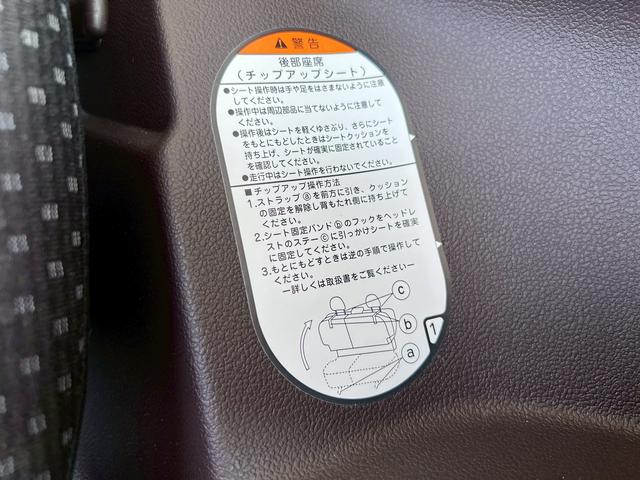 ⚠警告
後部座席
（チップアップシート）
●シート操作時は手や足をはさまないように注意
してください。
●操作中は周辺部品に当てないように注意して
ください。
●操作後はシートを軽くゆさぶり、さらにシート
をもとにもどしたときはシートクッションを
持ち上げ、シートが確実に固定されていること
を確認してください。
●走行中はシート操作を行わないでください。
■チップアップ操作方法
1.ストラップⓐを前方に引き、クッション
の固定を解除し背もたれ側に持ち上げて
ください。
2.シート固定バンドⓑのフックをヘッドレ
ストのステーⓒに引っかけシートを確実
に固定してください。
3.もとにもどすときは逆の手順で操作して
ください。
ー詳しくは取扱書をご覧くださいー
c
b
a
1